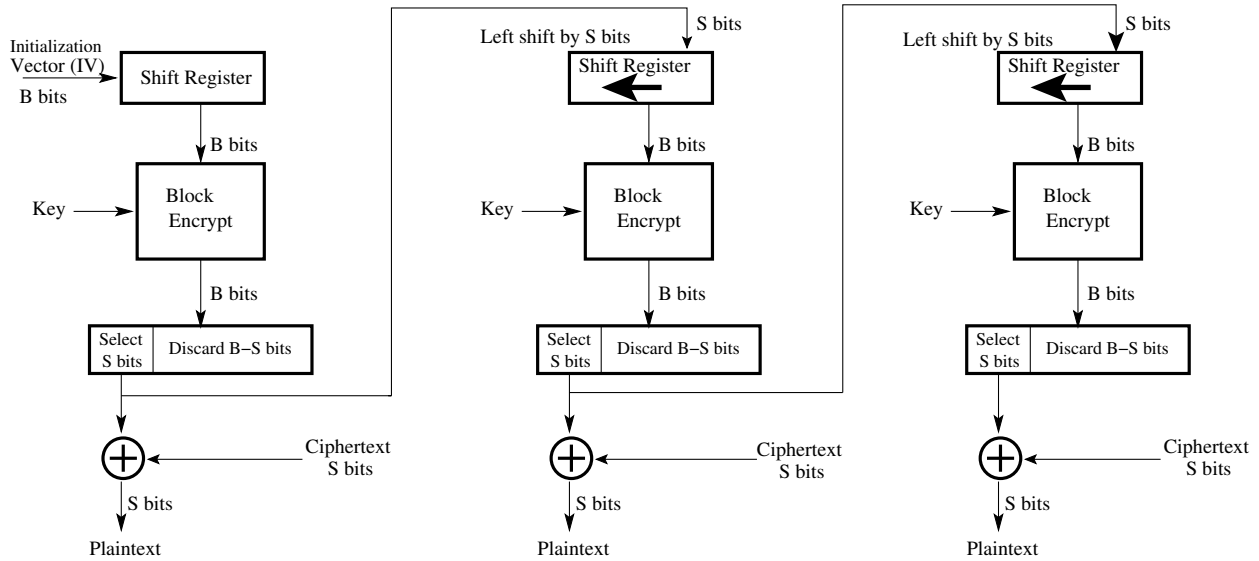 S bits
S bits
Initialization
Vector (IV)
B bits
Shift Register
Left shift by S bits
Shift Register
Left shift by S bits
Shift Register
B bits
B bits
B bits
Key
Block
Encrypt
Key
Block
Encrypt
Key
Block
Encrypt
B bits
B bits
B bits
Select
S bits
Discard B−S bits
Select
S bits
Discard B−S bits
Select
S bits
Discard B−S bits
Ciphertext
S bits
Ciphertext
S bits
Ciphertext
S bits
S bits
S bits
S bits
Plaintext
Plaintext
Plaintext